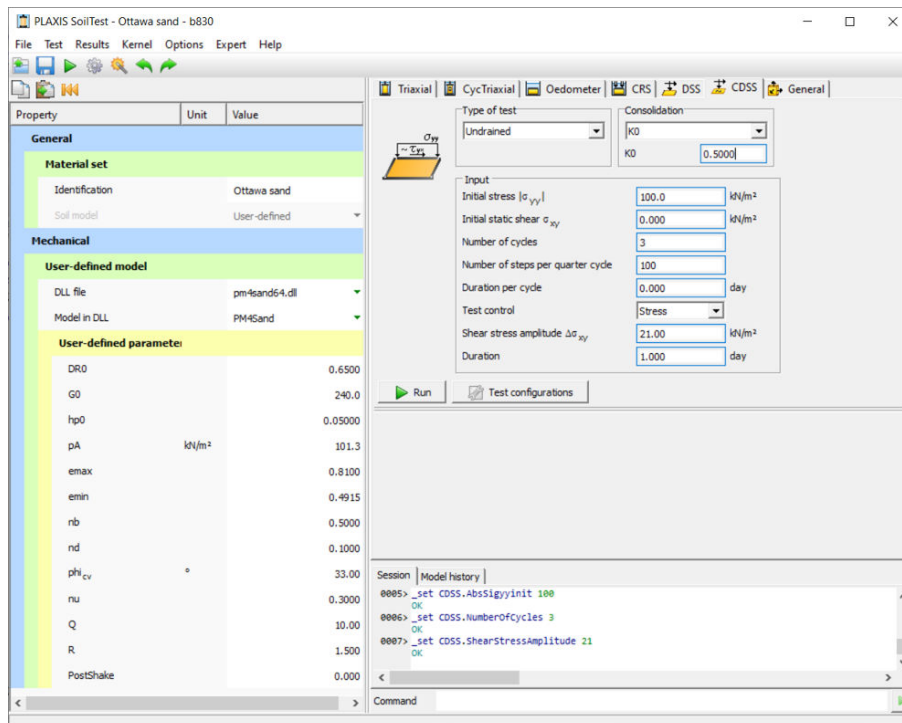 PLAXIS SoilTest - Ottawa sand - b830
File Test Results Kernel Options Expert Help
Property Unit Value
General
Material set
Identification Ottawa sand
Soil model User-defined
Mechanical
User-defined model
DLL file pm4sand64.dll
Model in DLL PM4Sand
User-defined paramete
DR0 0.6500
G0 240.0
hp0 0.05000
pA kN/m² 101.3
emax 0.8100
emin 0.4915
nb 0.5000
nd 0.1000
phi cv ° 33.00
nu 0.3000
Q 10.00
R 1.500
PostShake 0.000
Triaxial CycTriaxial Oedometer CRS DSS CDSS General
σyy
~ τyx
Type of test
Undrained
Consolidation
K0
K0 0.5000
Input
Initial stress |σ yy| 100.0 kN/m²
Initial static shear σ xy 0.000 kN/m²
Number of cycles 3
Number of steps per quarter cycle 100
Duration per cycle 0.000 day
Test control Stress
Shear stress amplitude Δσ xy 21.00 kN/m²
Duration 1.000 day
Run Test configurations
Session Model history
0005> _set CDSS.AbsSigyyinit 100
OK
0006> _set CDSS.NumberOfCycles 3
OK
0007> _set CDSS.ShearStressAmplitude 21
OK
Command